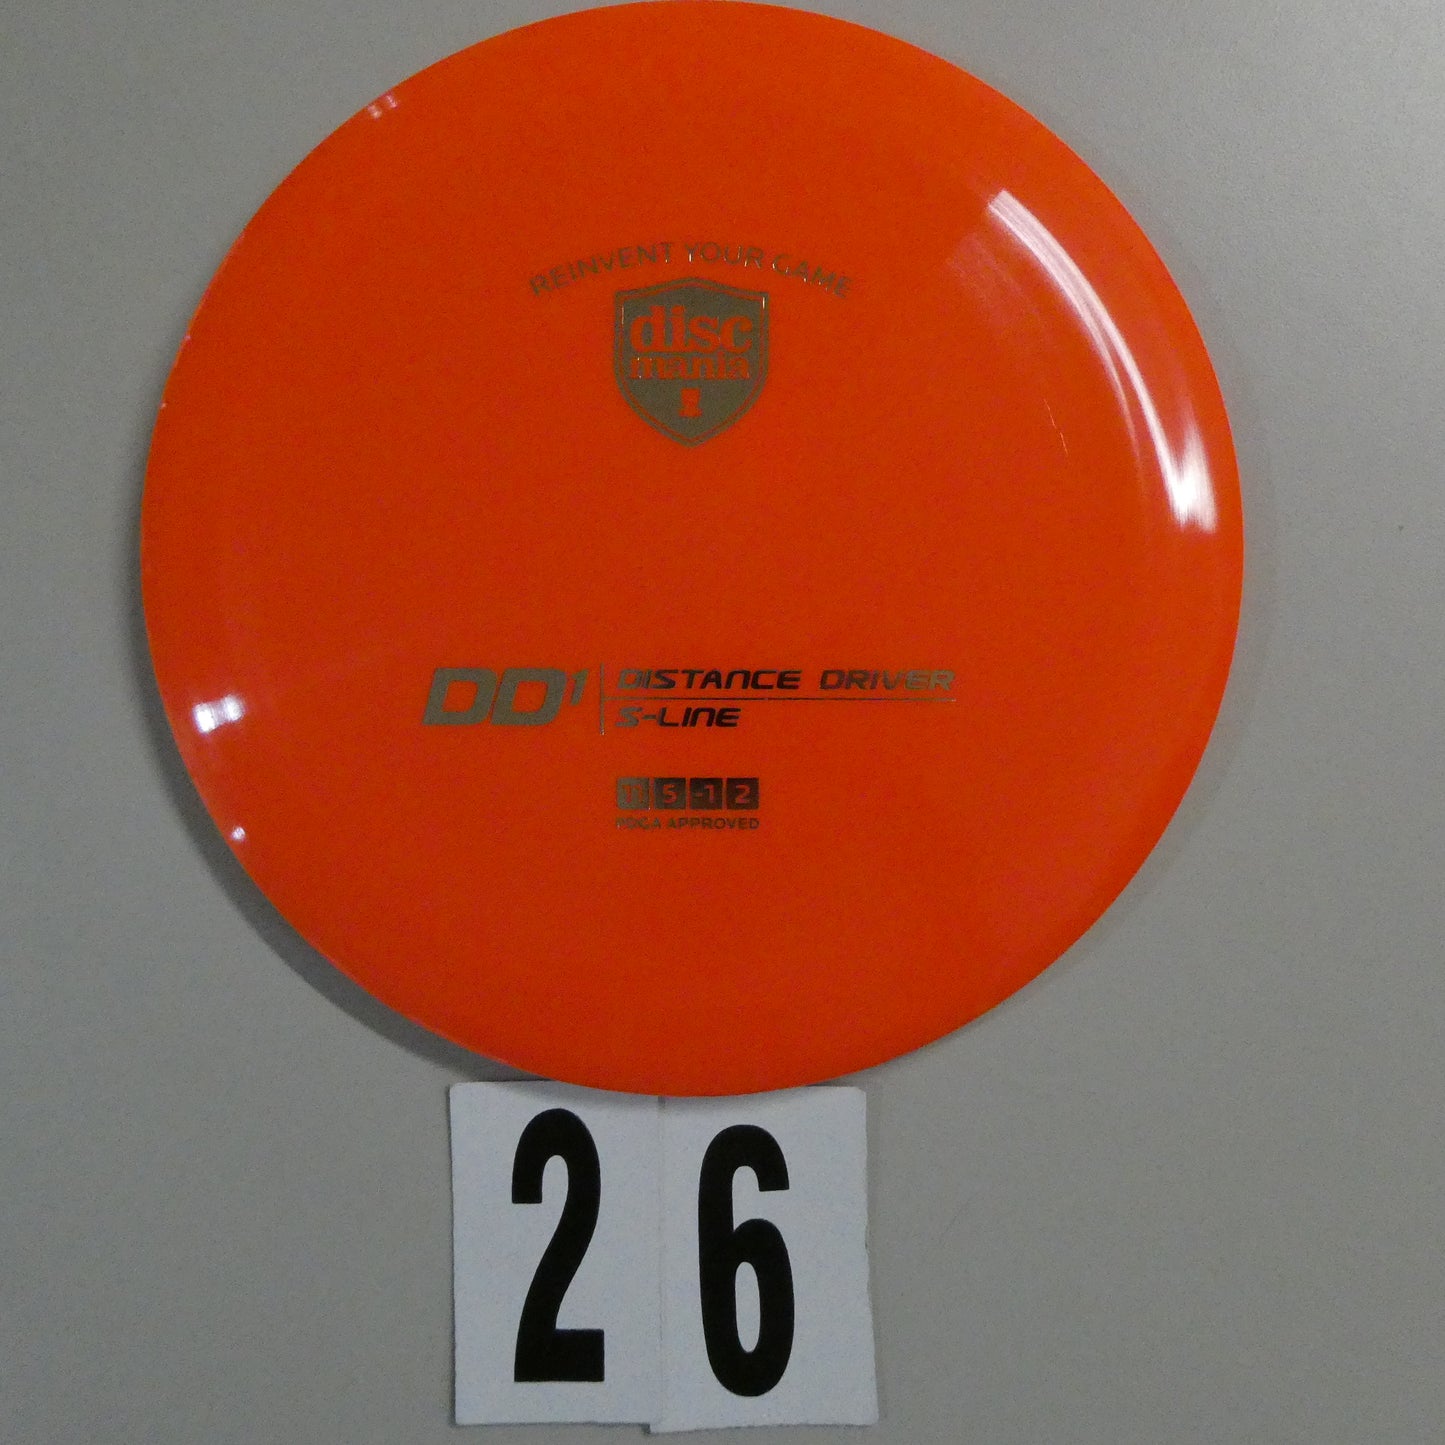 REINVENT YOUR GAME
disc
mania
DD1 DISTANCE DRIVER
S-LINE
11 5 -1 2
PDGA APPROVED
26